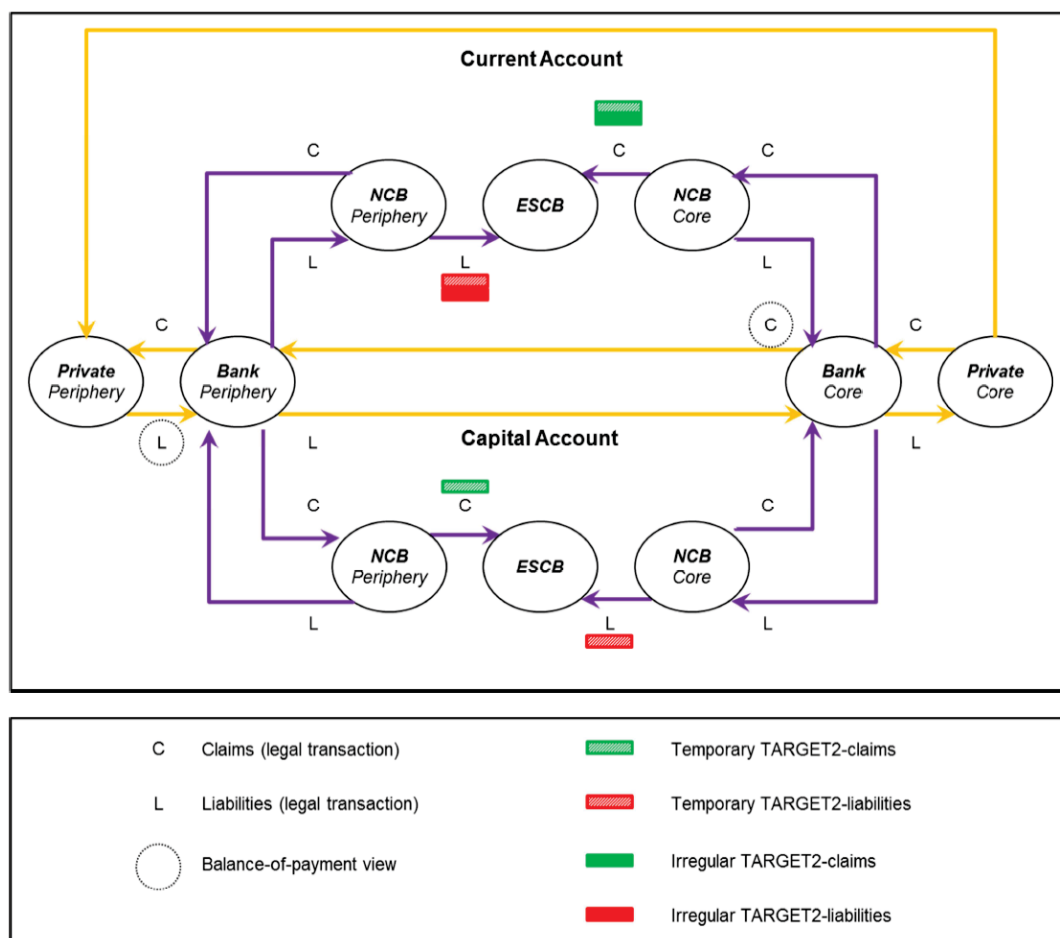 Current Account
C
C
C
NCB
Periphery
ESCB
NCB
Core
L
L
L
C
C
C
Private
Periphery
Bank
Periphery
Bank
Core
Private
Core
L
L
Capital Account
L
C
C
C
NCB
Periphery
ESCB
NCB
Core
L
L
L
C Claims (legal transaction)
Temporary TARGET2-claims
L Liabilities (legal transaction)
Temporary TARGET2-liabilities
Balance-of-payment view
Irregular TARGET2-claims
Irregular TARGET2-liabilities